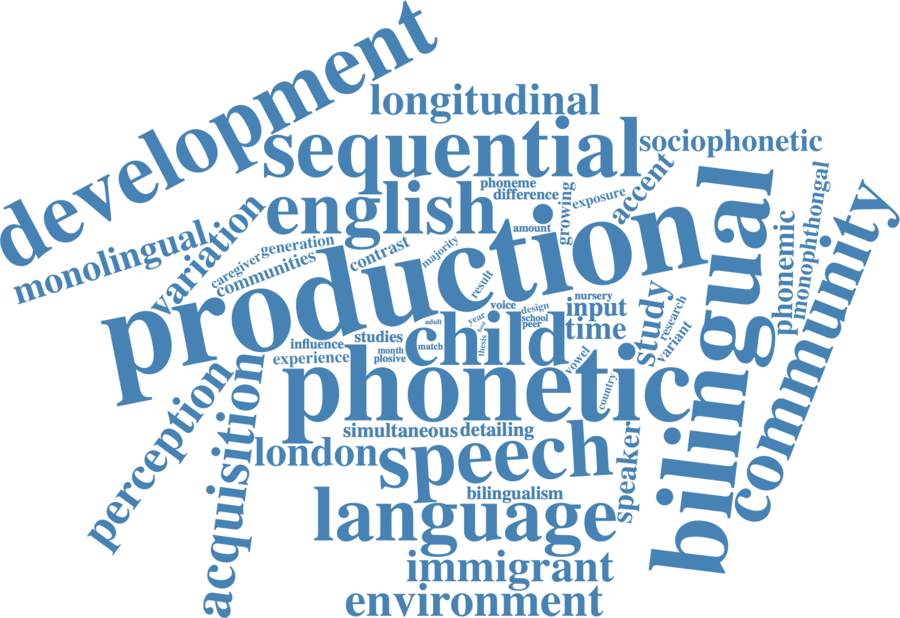 development
longitudinal
sequential
sociophonetic
phoneme
difference
growing
exposure
accent
english
amount
bilingual
monophthongal
phonemic
community
variation
monolingual
caregiver
generation
communities
contrast
majority
production
result
voice
design
school
peer
nursery
input
time
study
research
variant
year
adult
host
thesis
match
child
studies
influence
experience
month
plosive
vowel
country
phonetic
perception
acquisition
simultaneous
detailing
london
speech
speaker
bilingualism
language
immigrant
environment